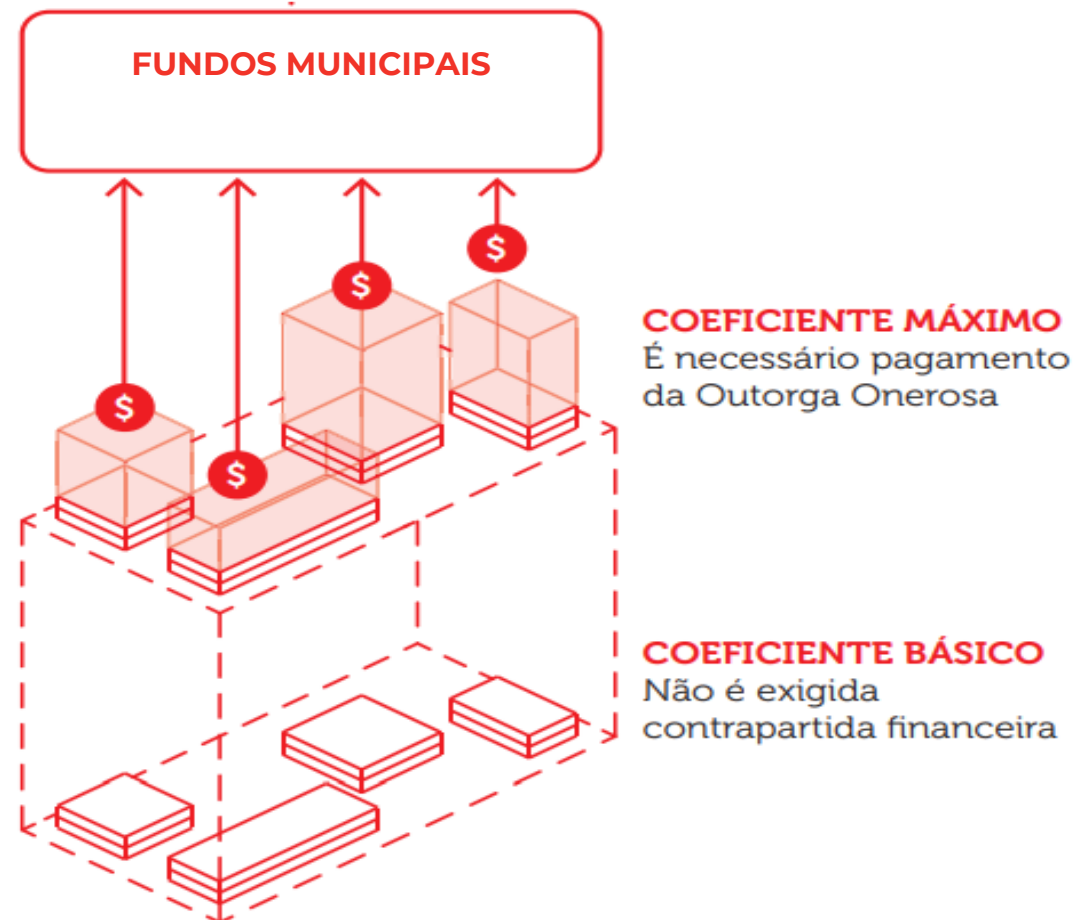 FUNDOS MUNICIPAIS
$
$
$
$
COEFICIENTE MÁXIMO
É necessário pagamento
da Outorga Onerosa
COEFICIENTE BÁSICO
Não é exigida
contrapartida financeira